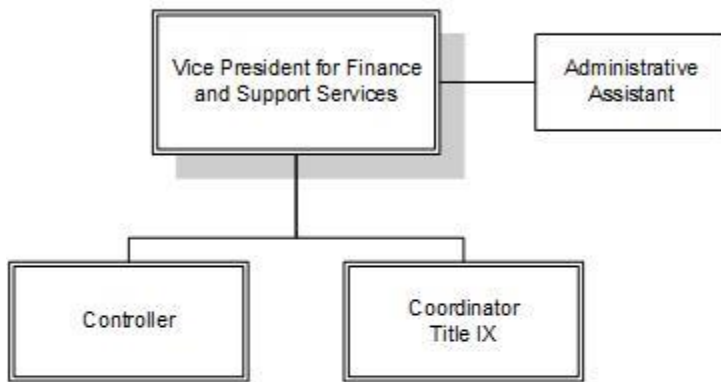 Vice President for Finance
and Support Services
Administrative
Assistant
Controller
Coordinator
Title IX